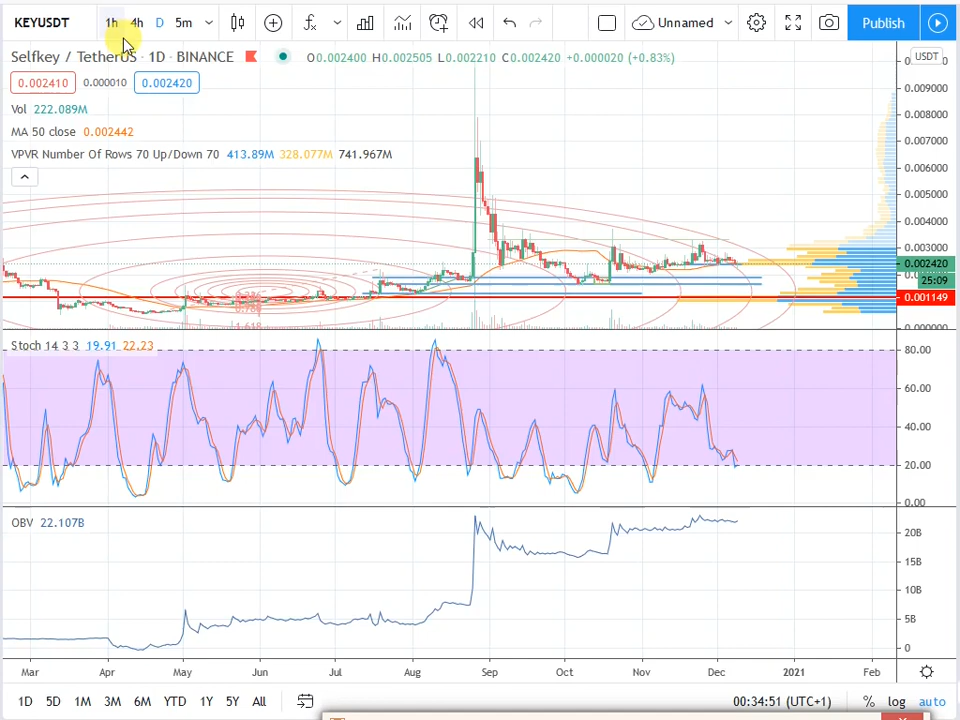 KEYUSDT 1h 4h D 5m Unnamed Publish
Selfkey / TetherUS · 1D · BINANCE O0.002400 H0.002505 L0.002210 C0.002420 +0.000020 (+0.83%)
USDT
0.002410 0.000010 0.002420
Vol 222.089M
MA 50 close 0.002442
VPVR Number Of Rows 70 Up/Down 70 413.89M 328.077M 741.967M
0.009000
0.008000
0.007000
0.006000
0.005000
0.004000
0.003000
0.002420
25:09
0.001149
0.000000
1.618
Stoch 14 3 3 19.91 22.23
80.00
60.00
40.00
20.00
0.00
OBV 22.107B
20B
15B
10B
5B
0
Mar Apr May Jun Jul Aug Sep Oct Nov Dec 2021 Feb
1D 5D 1M 3M 6M YTD 1Y 5Y All 00:34:51 (UTC+1) % log auto